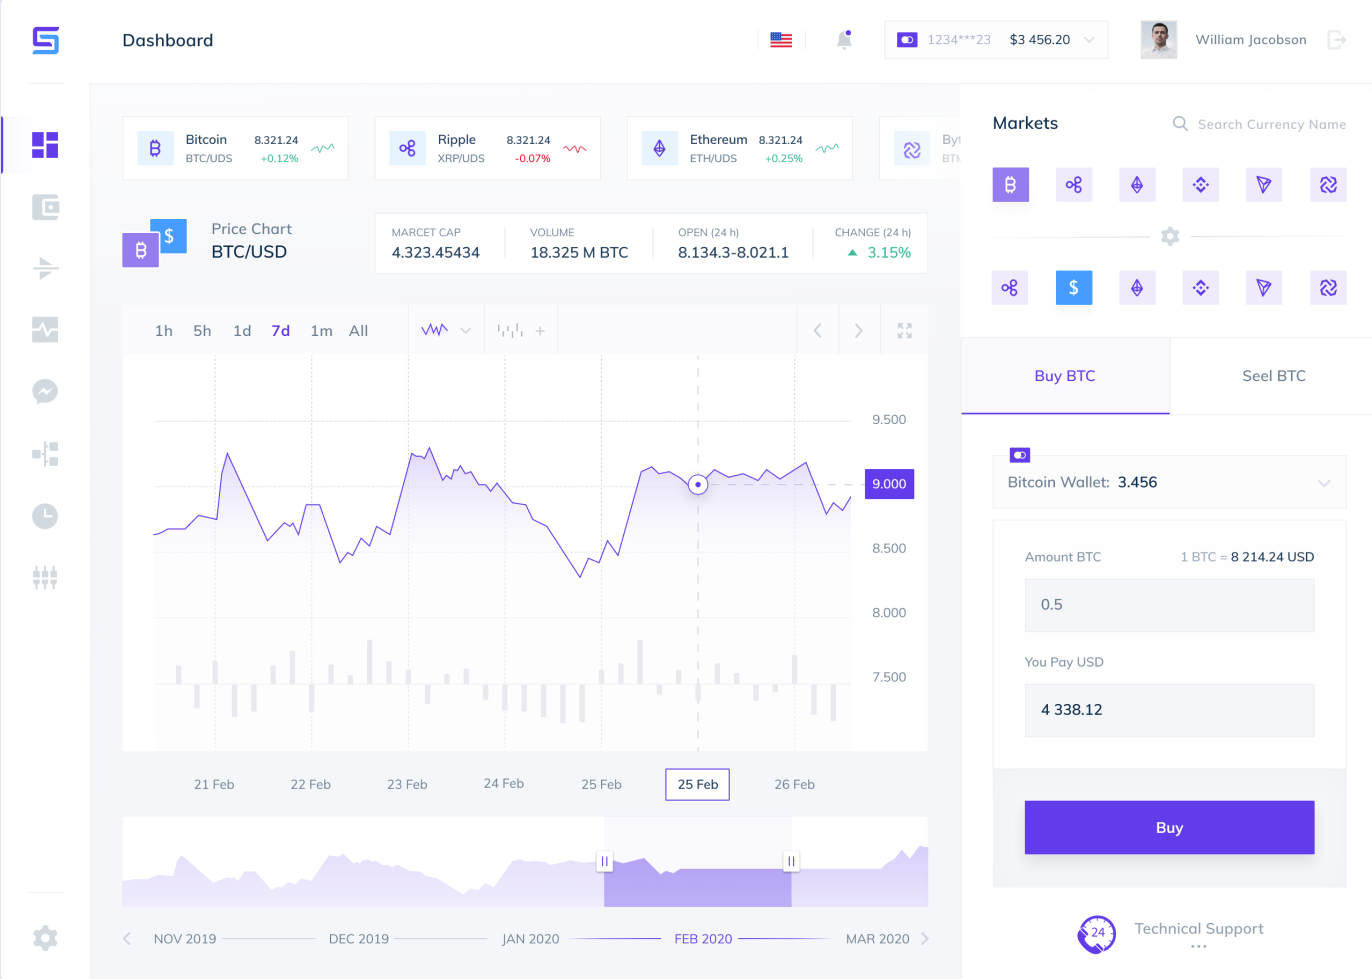 Dashboard
1234***23 $3 456.20
William Jacobson
Bitcoin 8.321.24
BTC/UDS +0.12%
Ripple 8.321.24
XRP/UDS -0.07%
Ethereum 8.321.24
ETH/UDS +0.25%
Byt
BTM
Price Chart
BTC/USD
$
MARCET CAP
4.323.45434
VOLUME
18.325 M BTC
OPEN (24 h)
8.134.3-8.021.1
CHANGE (24 h)
3.15%
1h 5h 1d 7d 1m All
9.500
9.000
8.500
8.000
7.500
21 Feb 22 Feb 23 Feb 24 Feb 25 Feb 25 Feb 26 Feb
NOV 2019 DEC 2019 JAN 2020 FEB 2020 MAR 2020
Markets
Search Currency Name
$
Buy BTC Seel BTC
Bitcoin Wallet: 3.456
Amount BTC 1 BTC = 8 214.24 USD
0.5
You Pay USD
4 338.12
Buy
24
Technical Support
...